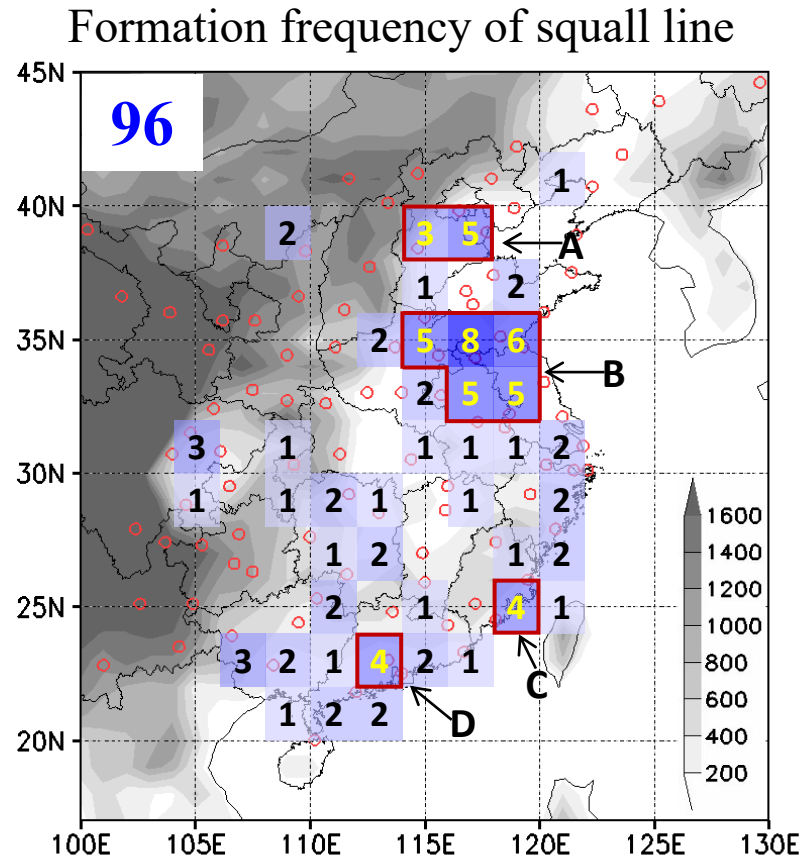 Formation frequency of squall line
45N
96
1
40N
2 3 5 A
1 2
35N 2 5 8 6
B
2 5 5
3 1 1 1 1 2
30N
1 1 2 1 1 2
1600
1 2 1 2
1400
1200
25N 2 1 4 1
1000
3 2 1 4 2 1
800
C
600
1 2 2 D
400
20N
200
100E 105E 110E 115E 120E 125E 130E